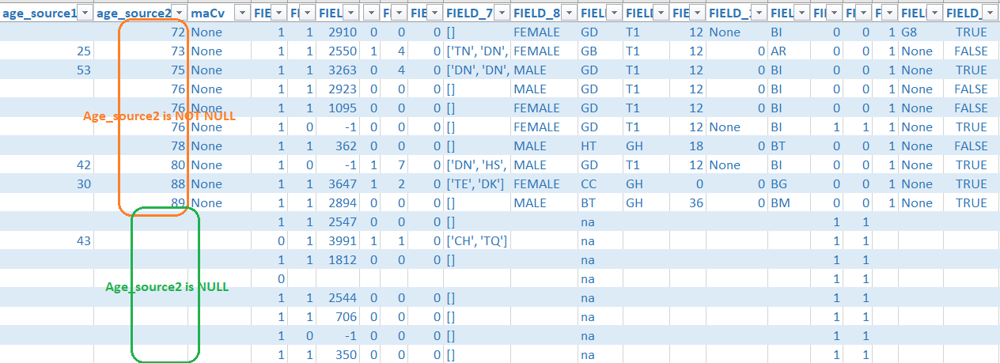 age_source1 age_source2 maCv FIE FI FIEL FI FIE FIELD_7 FIELD_8 FIELD FIELD FIE FIELD_ FIEL FIE FIE F FIEL FIELD_
72 None 1 1 2910 0 0 0 [] FEMALE GD T1 12 None BI 0 0 1 G8 TRUE
25 73 None 1 1 2550 1 4 0 ['TN', 'DN', FEMALE GB T1 12 0 AR 0 0 1 None FALSE
53 75 None 1 1 3263 0 4 0 ['DN', 'DN', MALE GD T1 12 0 BI 0 0 1 None TRUE
76 None 1 1 2923 0 0 0 [] MALE GD T1 12 0 BI 0 0 1 None FALSE
76 None 1 1 1095 0 0 0 [] FEMALE GD T1 12 0 BI 0 0 1 None FALSE
Age_source2 is NOT NULL
76 None 1 0 -1 0 0 0 [] FEMALE GD T1 12 None BI 1 1 1 None TRUE
78 None 1 1 362 0 0 0 [] MALE HT GH 18 0 BT 0 0 1 None FALSE
42 80 None 1 0 -1 1 7 0 ['DN', 'HS', MALE GD T1 12 None BI 0 0 1 None TRUE
30 88 None 1 1 3647 1 2 0 ['TE', 'DK'] FEMALE CC GH 0 0 BG 0 0 1 None TRUE
89 None 1 1 2894 0 0 0 [] MALE BT GH 36 0 BM 0 0 1 None TRUE
1 1 2547 0 0 0 [] na 1 1
43 0 1 3991 1 1 0 ['CH', 'TQ'] na 1 1
1 1 1812 0 0 0 [] na 1 1
0 na 1 1
Age_source2 is NULL
1 1 2544 0 0 0 [] na 1 1
1 1 706 0 0 0 [] na 1 1
1 0 -1 0 0 0 [] na 1 1
1 1 350 0 0 0 [] na 1 1